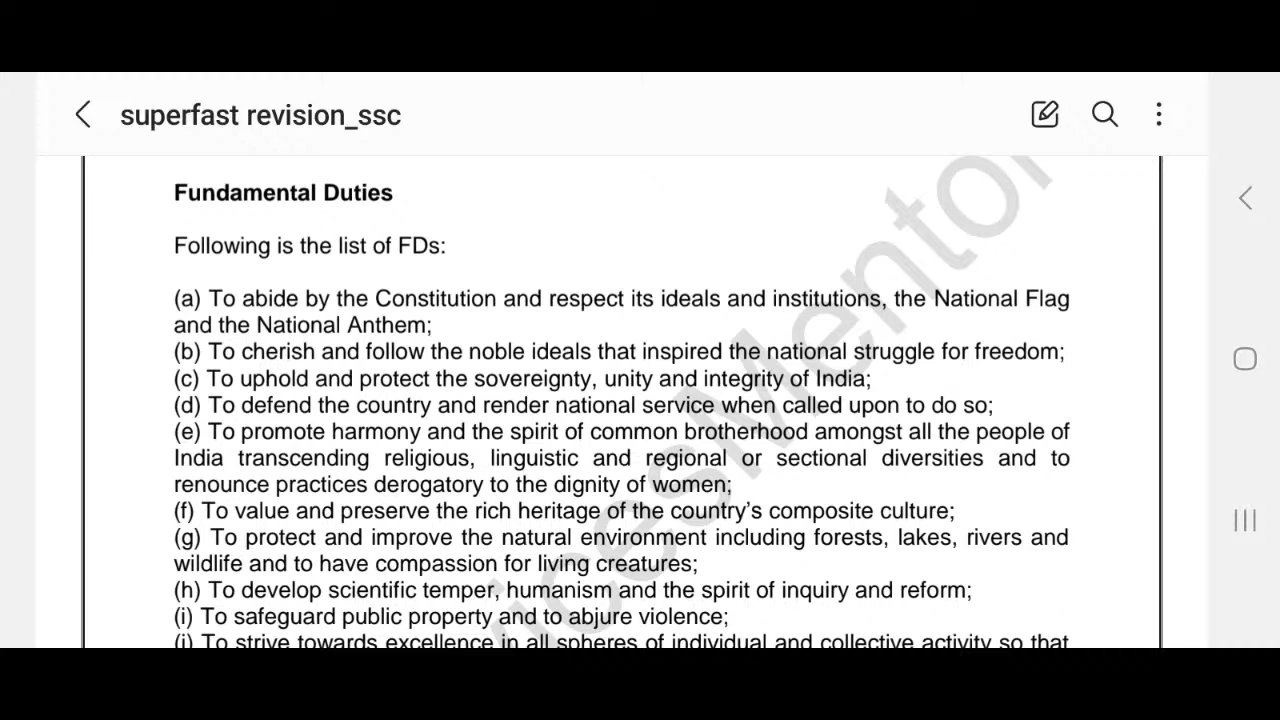 superfast revision_ssc
Fundamental Duties
Following is the list of FDs:
(a) To abide by the Constitution and respect its ideals and institutions, the National Flag
and the National Anthem;
(b) To cherish and follow the noble ideals that inspired the national struggle for freedom;
(c) To uphold and protect the sovereignty, unity and integrity of India;
(d) To defend the country and render national service when called upon to do so;
(e) To promote harmony and the spirit of common brotherhood amongst all the people of
India transcending religious, linguistic and regional or sectional diversities and to
renounce practices derogatory to the dignity of women;
(f) To value and preserve the rich heritage of the country's composite culture;
(g) To protect and improve the natural environment including forests, lakes, rivers and
wildlife and to have compassion for living creatures;
(h) To develop scientific temper, humanism and the spirit of inquiry and reform;
(i) To safeguard public property and to abjure violence;
(j) To strive towards excellence in all spheres of individual and collective activity so that